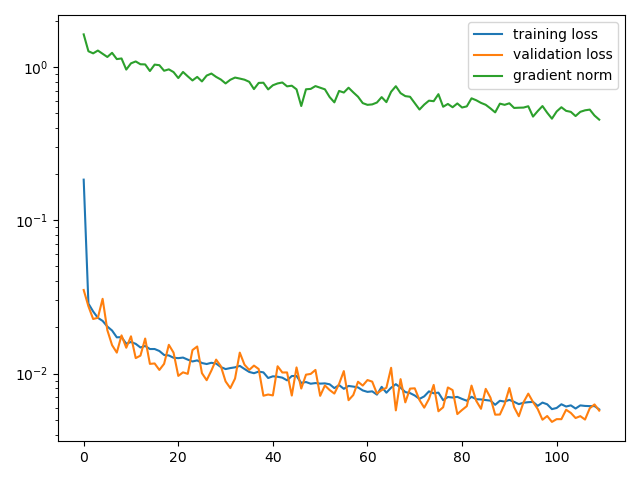 training loss
validation loss
gradient norm
10⁰
10⁻¹
10⁻²
0 20 40 60 80 100